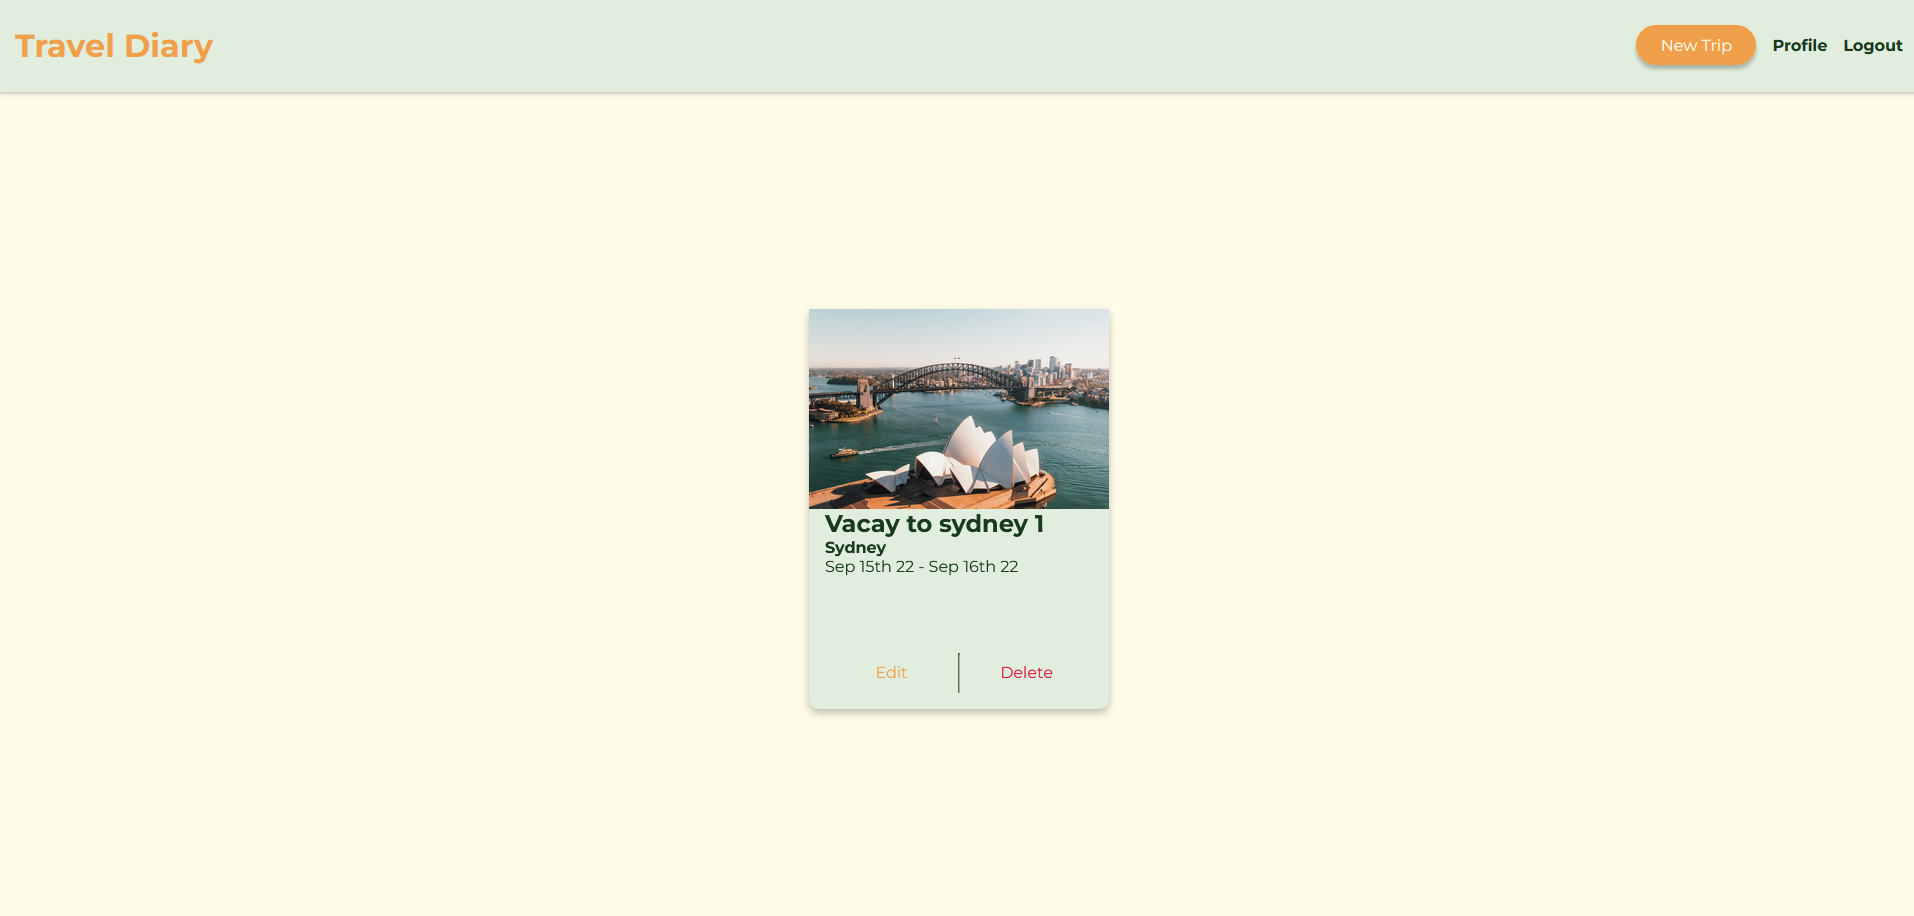 Travel Diary
New Trip Profile Logout
Vacay to sydney 1
Sydney
Sep 15th 22 - Sep 16th 22
Edit
Delete